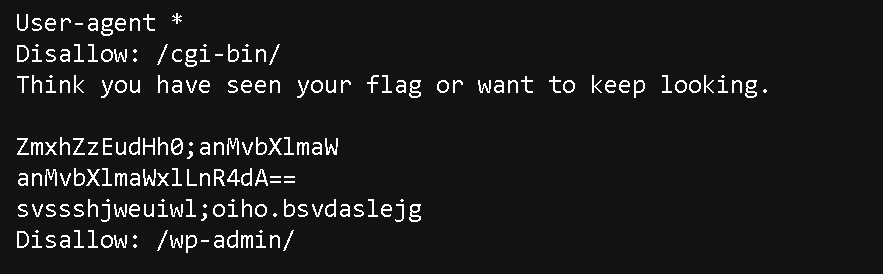 User-agent *
Disallow: /cgi-bin/
Think you have seen your flag or want to keep looking.
ZmxhZzEudHh0;anMvbXlmaW
anMvbXlmaWxlLnR4dA==
svssshjweuiwl;oiho.bsvdaslejg
Disallow: /wp-admin/